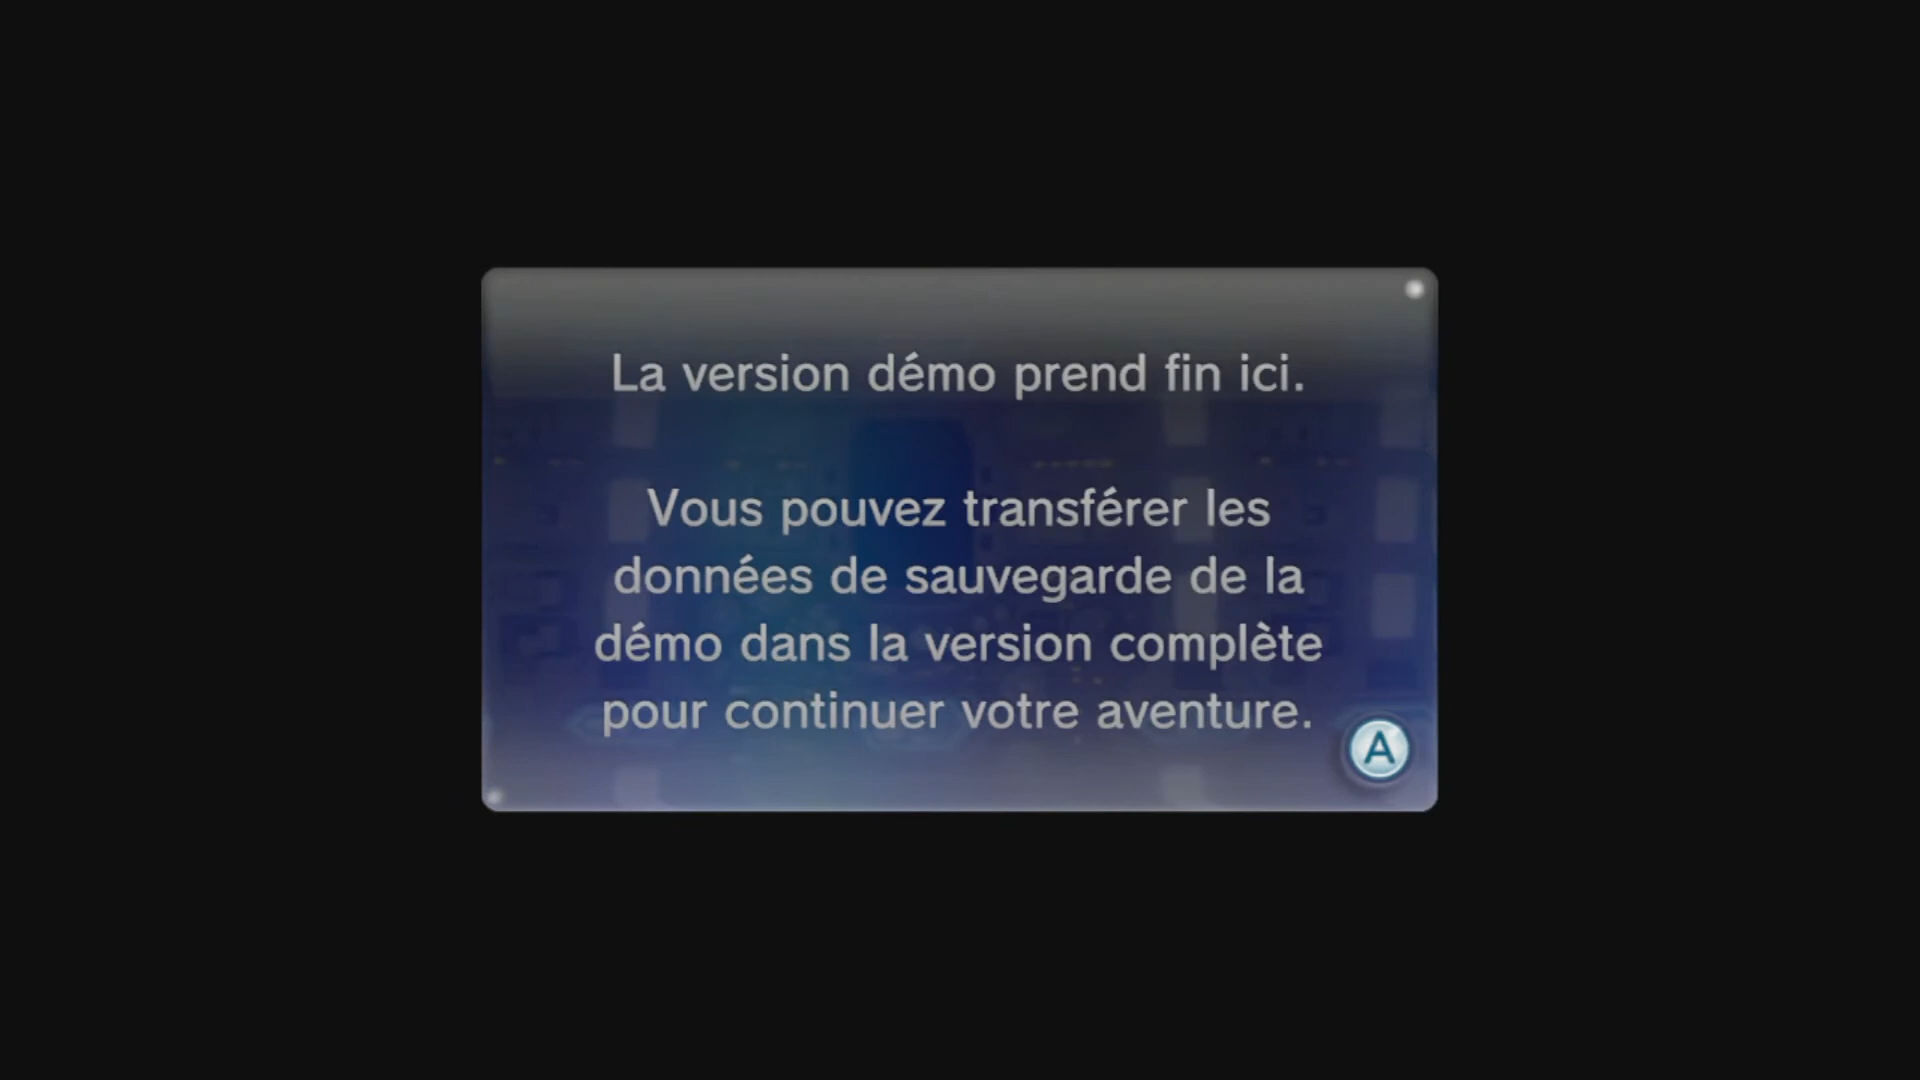 La version démo prend fin ici.
Vous pouvez transférer les
données de sauvegarde de la
démo dans la version complète
pour continuer votre aventure.
A